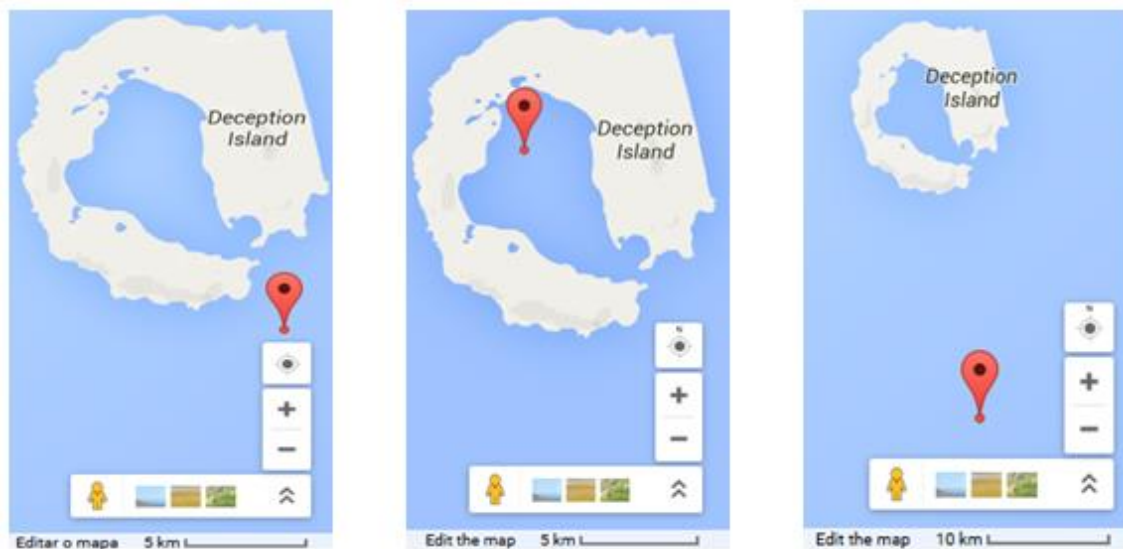 Deception
Island
Editar o mapa 5 km
Deception
Island
N
Edit the map 5 km
Deception
Island
N
Edit the map 10 km